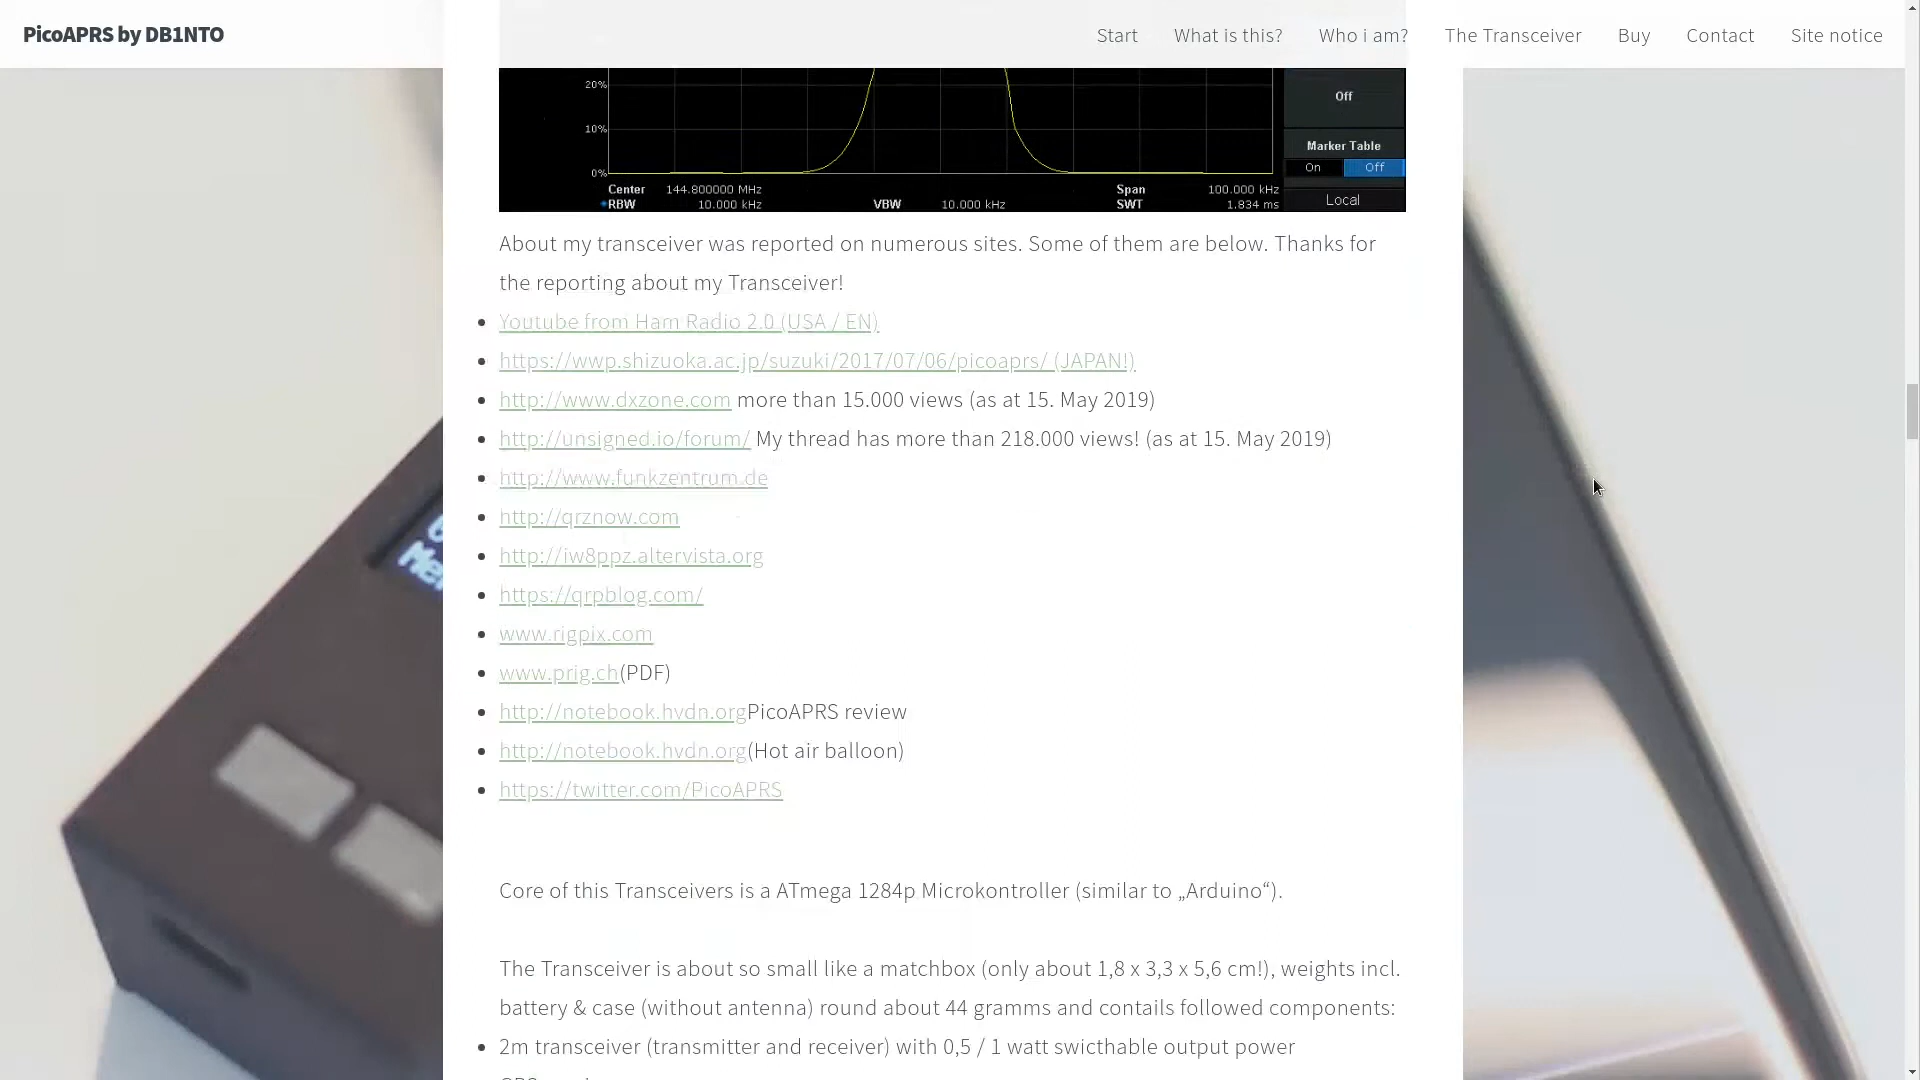 PicoAPRS by DB1NTO
Start What is this? Who i am? The Transceiver Buy Contact Site notice
20%
Off
10%
Marker Table
On Off
0%
Center 144.800000 MHz Span 100.000 kHz
RBW 10.000 kHz VBW 10.000 kHz SWT 1.834 ms
Local
About my transceiver was reported on numerous sites. Some of them are below. Thanks for
the reporting about my Transceiver!
Youtube from Ham Radio 2.0 (USA / EN)
https://wwp.shizuoka.ac.jp/suzuki/2017/07/06/picoaprs/ (JAPAN!)
http://www.dxzone.com more than 15.000 views (as at 15. May 2019)
http://unsigned.io/forum/ My thread has more than 218.000 views! (as at 15. May 2019)
http://www.funkzentrum.de
http://qrznow.com
http://iw8ppz.altervista.org
https://qrpblog.com/
www.rigpix.com
www.prig.ch(PDF)
http://notebook.hvdn.orgPicoAPRS review
http://notebook.hvdn.org(Hot air balloon)
https://twitter.com/PicoAPRS
Core of this Transceivers is a ATmega 1284p Microkontroller (similar to „Arduino“).
The Transceiver is about so small like a matchbox (only about 1,8 x 3,3 x 5,6 cm!), weights incl.
battery & case (without antenna) round about 44 gramms and contails followed components:
2m transceiver (transmitter and receiver) with 0,5 / 1 watt swicthable output power